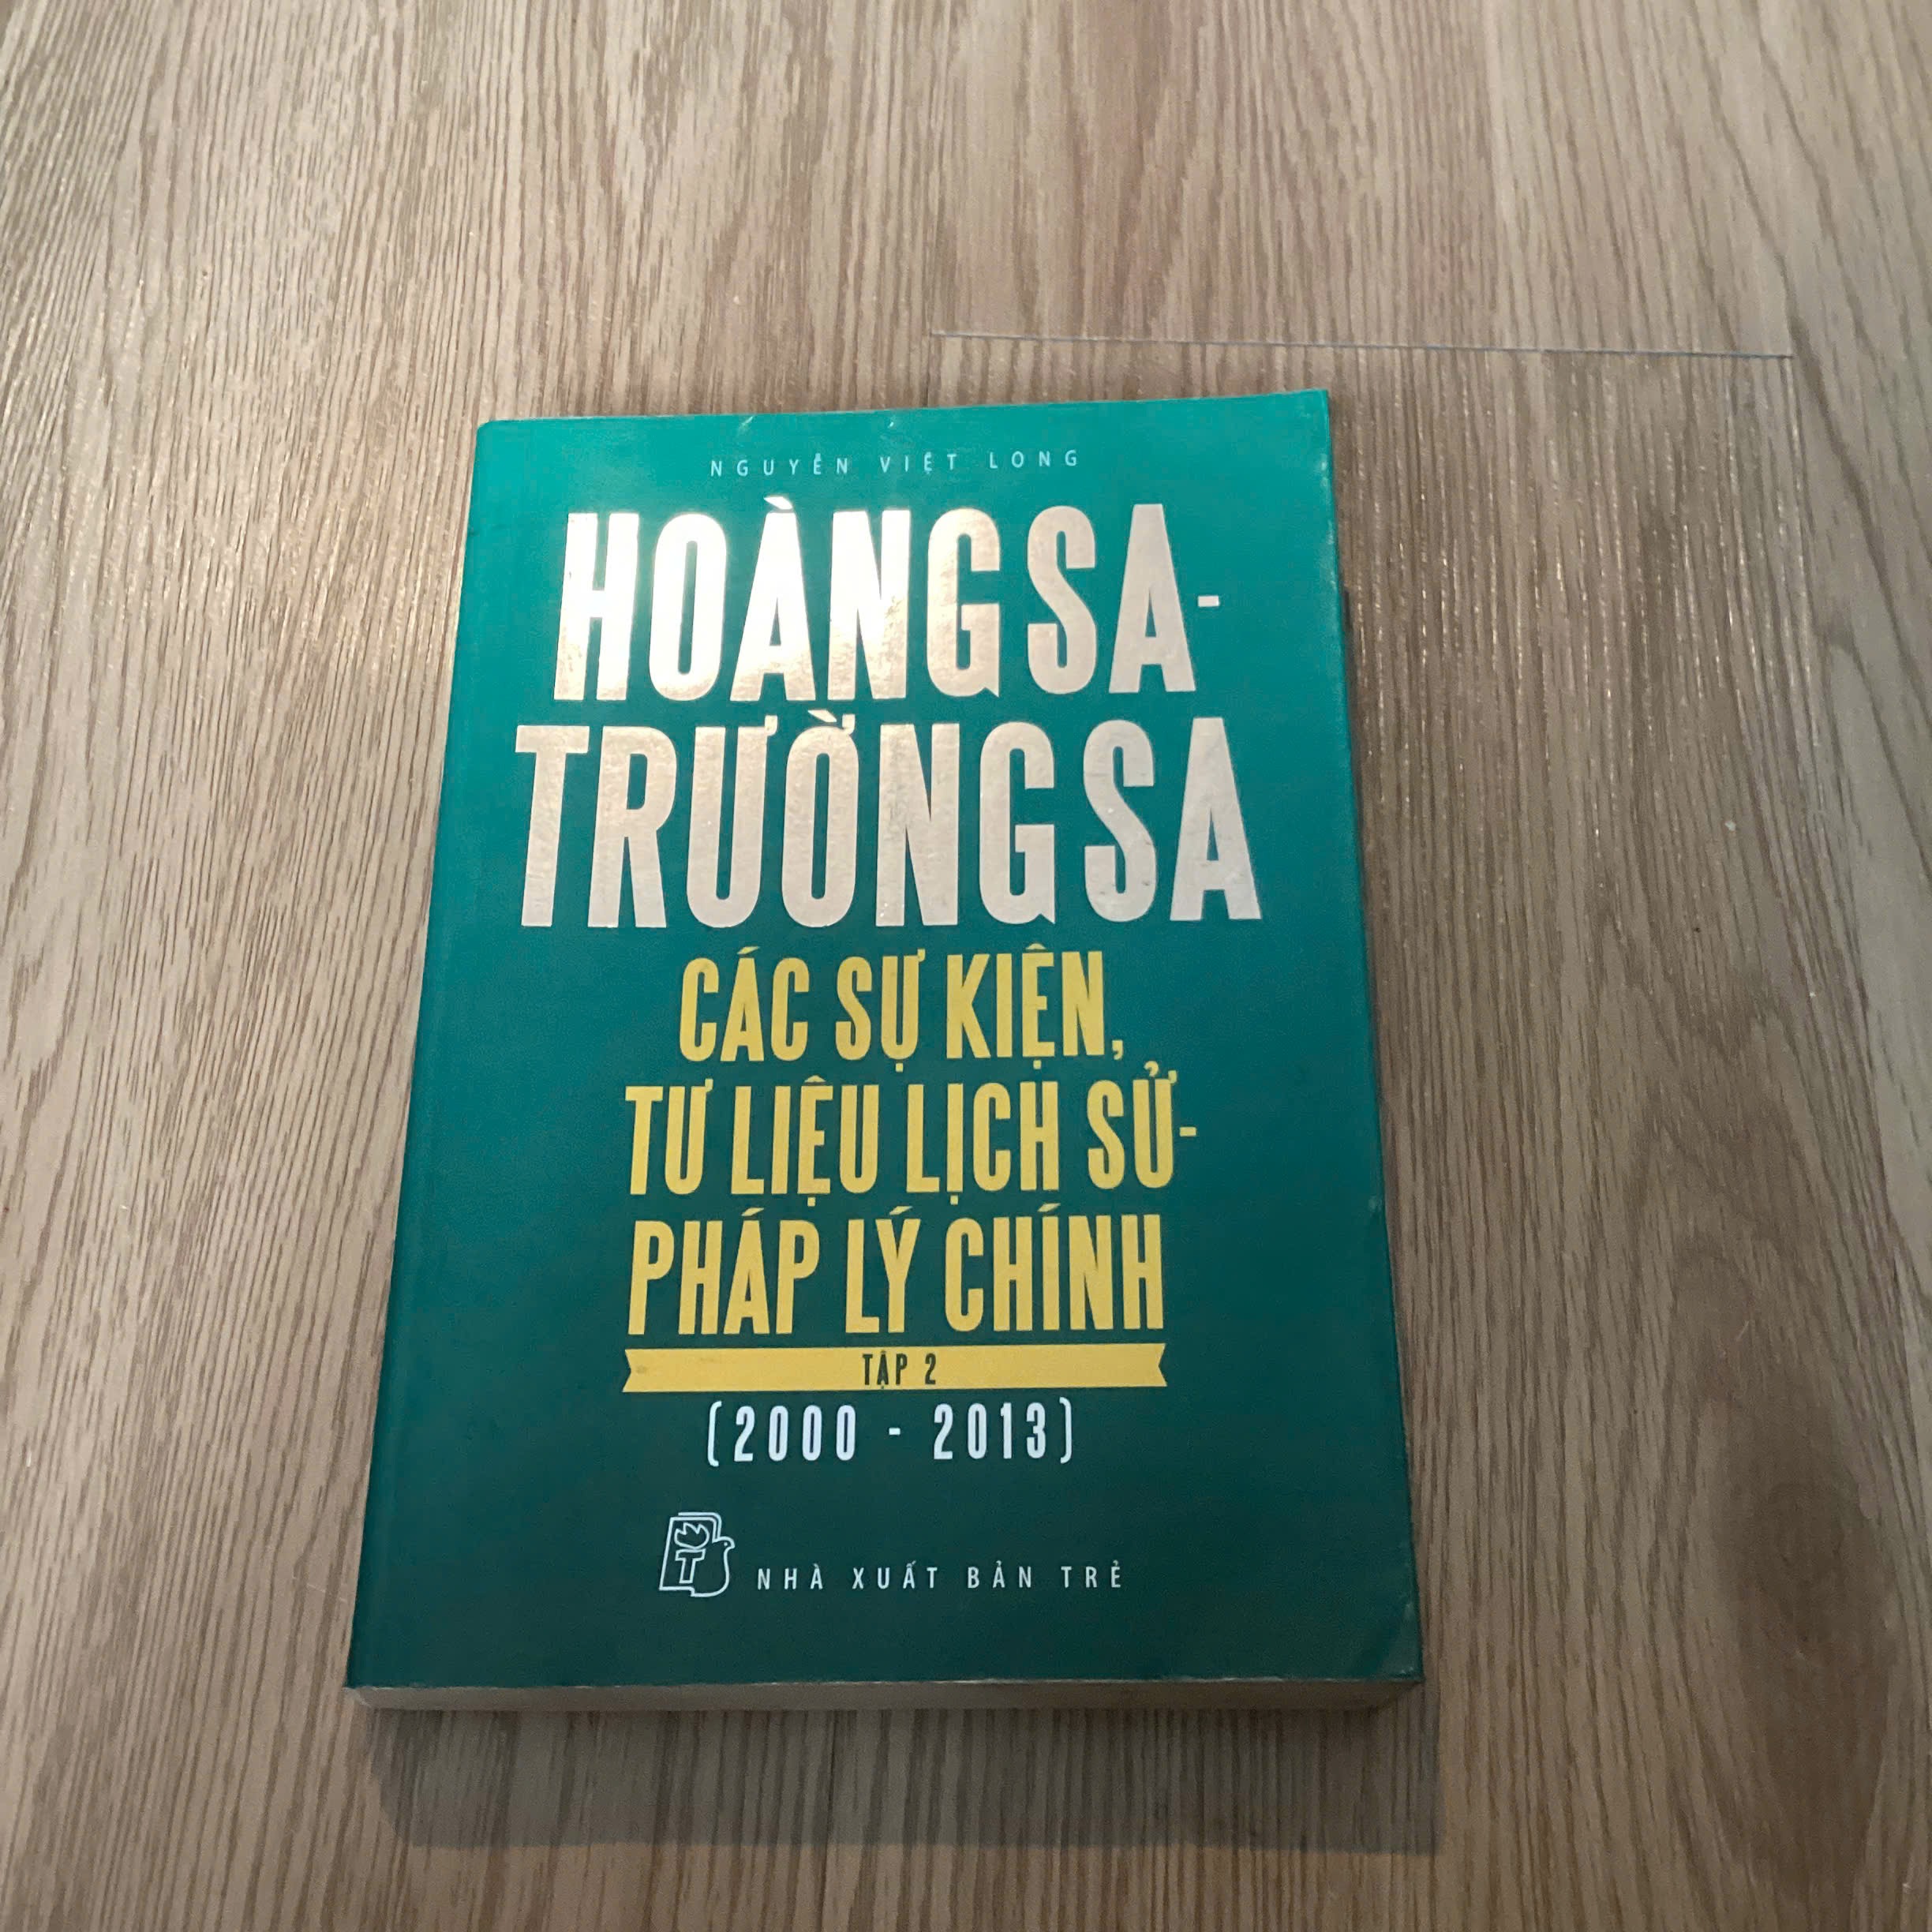 NGUYỄN VIỆT LONG
HOÀNG SA-
TRƯỜNG SA
CÁC SỰ KIỆN,
TƯ LIỆU LỊCH SỬ-
PHÁP LÝ CHÍNH
TẬP 2
(2000 - 2013)
T
NHÀ XUẤT BẢN TRẺ